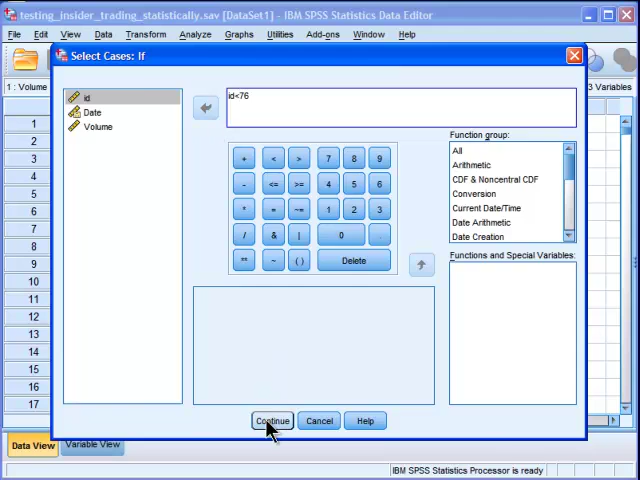 testing_insider_trading_statistically.sav [DataSet1] - IBM SPSS Statistics Data Editor
File Edit View Data Transform Analyze Graphs Utilities Add-ons Window Help
Select Cases: If
1 : Volume
3 Variables
id
Date
Volume
id<76
+ < > 7 8 9
- <= >= 4 5 6
* = ~= 1 2 3
/ & | 0 .
** ~ ( ) Delete
Function group:
All
Arithmetic
CDF & Noncentral CDF
Conversion
Current Date/Time
Date Arithmetic
Date Creation
Functions and Special Variables:
1
2
3
4
5
6
7
8
9
10
11
12
13
14
15
16
17
Continue Cancel Help
Data View Variable View
IBM SPSS Statistics Processor is ready